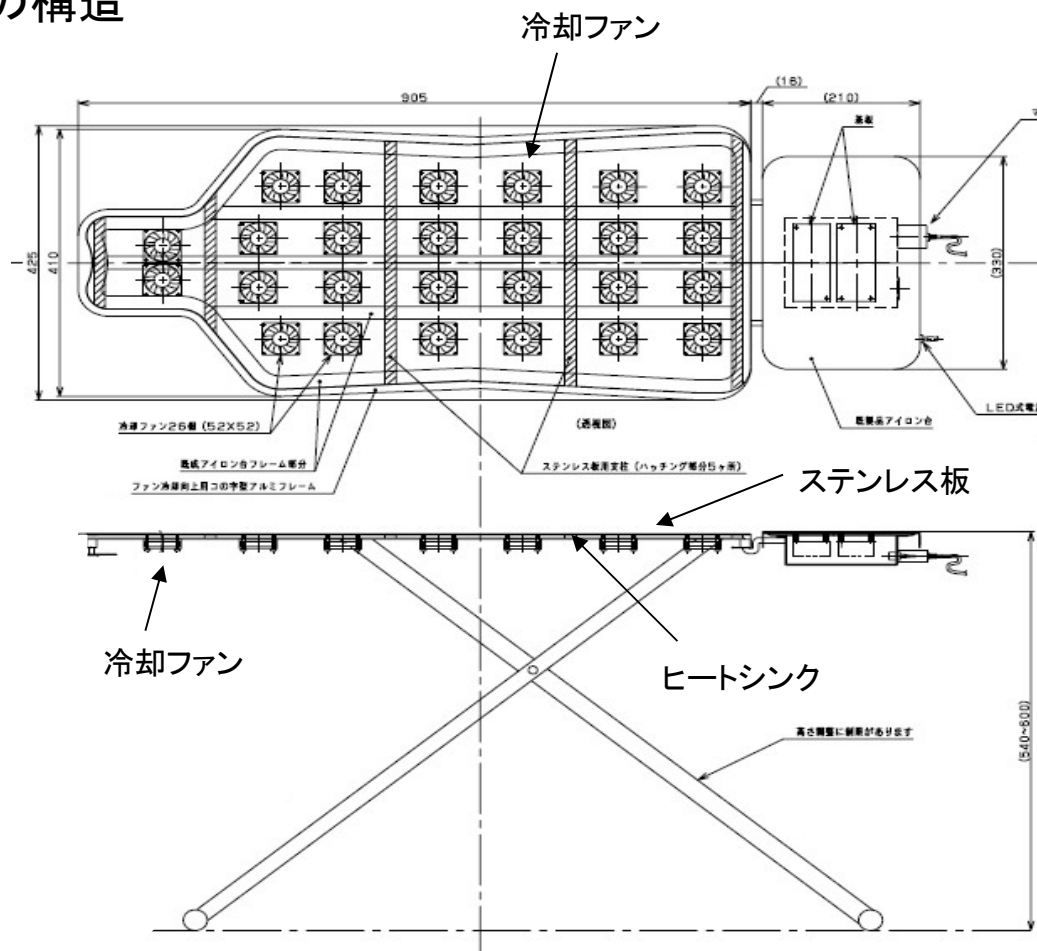 の構造
冷却ファン
905
(16)
(210)
基板
425
410
(330)
冷却ファン26個 (52X52)
既成アイロン台フレーム部分
ファン冷却向上用コの字型アルミフレーム
(透視図)
ステンレス板用支柱 (ハッチング部分5ヶ所)
既製品アイロン台
LED式電
ステンレス板
冷却ファン
ヒートシンク
高さ調整に制限があります
(540~600)